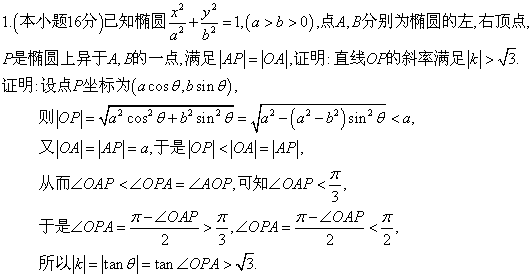 1.(本小题16分)已知椭圆x²/a²+y²/b²=1,(a>b>0),点A,B分别为椭圆的左,右顶点,
P是椭圆上异于A,B的一点,满足|AP|=|OA|,证明:直线OP的斜率满足|k|>√3.
证明:设点P坐标为(acosθ,bsinθ),
则|OP|=√(a²cos²θ+b²sin²θ)=√(a²−(a²−b²)sin²θ)<a,
又|OA|=|AP|=a,于是|OP|<|OA|=|AP|,
从而∠OAP<∠OPA=∠AOP,可知∠OAP<π/3,
于是∠OPA=(π−∠OAP)/2>π/3,∠OPA=(π−∠OAP)/2<π/2,
所以|k|=|tanθ|=tan∠OPA>√3.